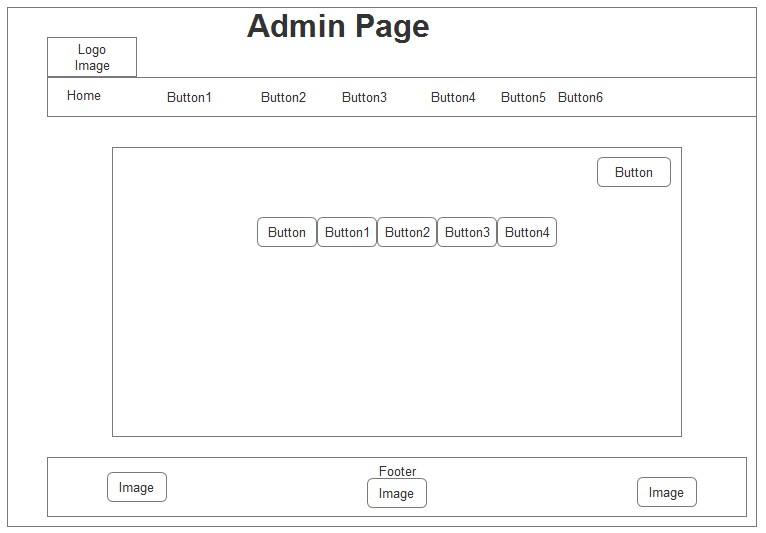 Admin Page
Logo
Image
Home Button1 Button2 Button3 Button4 Button5 Button6
Button
Button Button1 Button2 Button3 Button4
Footer
Image Image Image